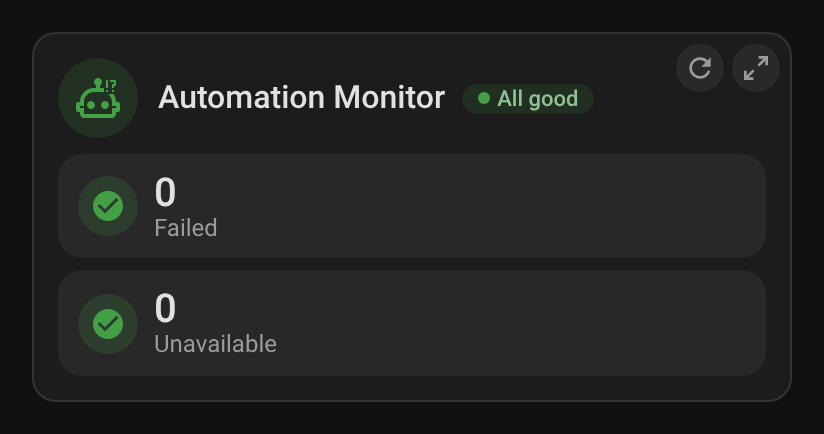 Automation Monitor
All good
0
Failed
0
Unavailable